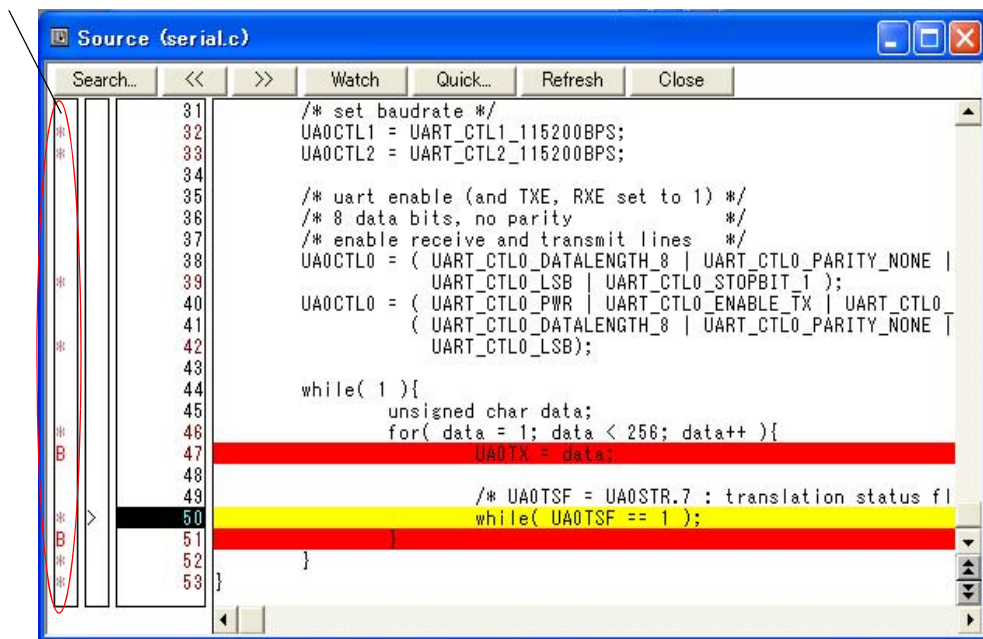 Source (serial.c)
Search... << >> Watch Quick... Refresh Close
31 /* set baudrate */
* 32 UA0CTL1 = UART_CTL1_115200BPS;
* 33 UA0CTL2 = UART_CTL2_115200BPS;
34
35 /* uart enable (and TXE, RXE set to 1) */
36 /* 8 data bits, no parity */
37 /* enable receive and transmit lines */
38 UA0CTL0 = ( UART_CTL0_DATALENGTH_8 | UART_CTL0_PARITY_NONE |
* 39 UART_CTL0_LSB | UART_CTL0_STOPBIT_1 );
40 UA0CTL0 = ( UART_CTL0_PWR | UART_CTL0_ENABLE_TX | UART_CTL0_
41 ( UART_CTL0_DATALENGTH_8 | UART_CTL0_PARITY_NONE |
* 42 UART_CTL0_LSB);
43
44 while( 1 ){
45 unsigned char data;
* 46 for( data = 1; data < 256; data++ ){
B 47 UA0TX = data;
48
49 /* UA0TSF = UA0STR.7 : translation status fl
* > 50 while( UA0TSF == 1 );
B 51 }
* 52 }
* 53 }